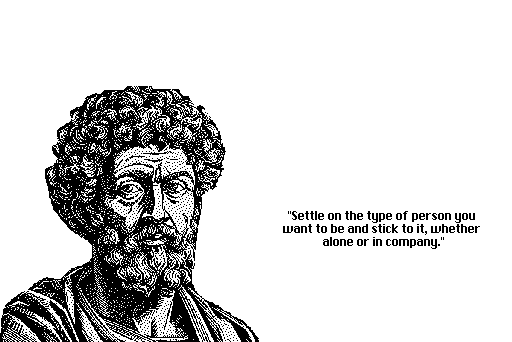 "Settle on the type of person you
want to be and stick to it, whether
alone or in company."